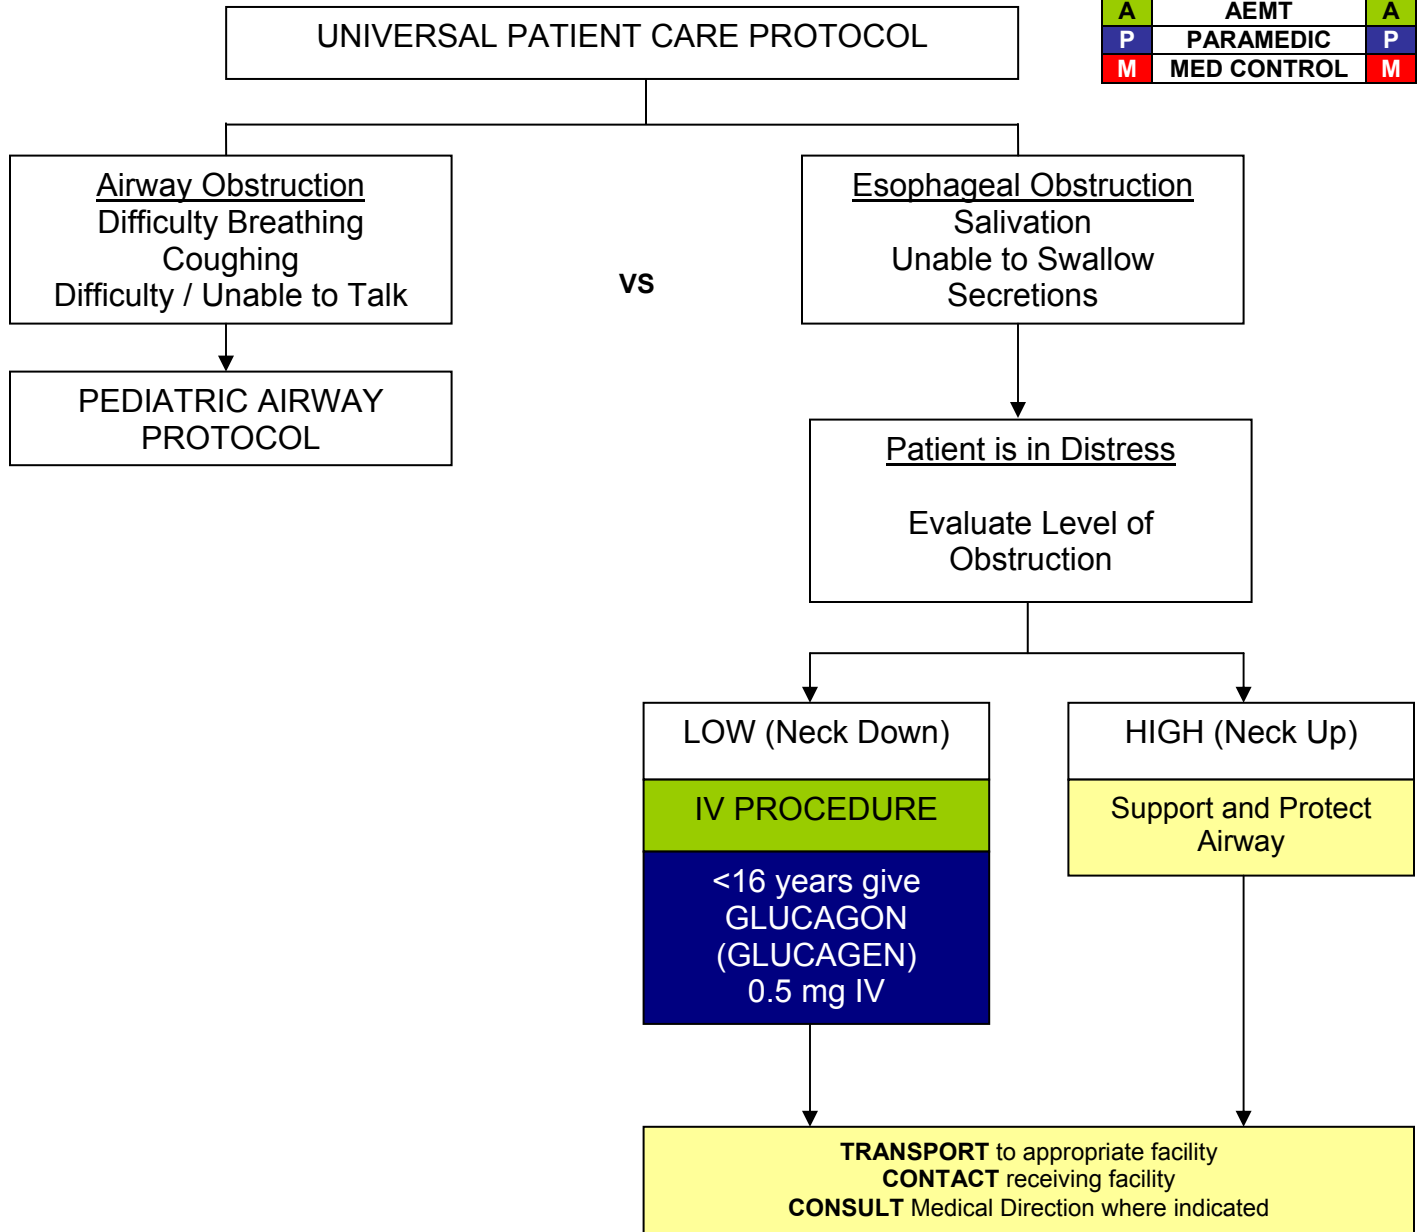 UNIVERSAL PATIENT CARE PROTOCOL
A AEMT A
P PARAMEDIC P
M MED CONTROL M
Airway Obstruction
Difficulty Breathing
Coughing
Difficulty / Unable to Talk
VS
Esophageal Obstruction
Salivation
Unable to Swallow
Secretions
PEDIATRIC AIRWAY
PROTOCOL
Patient is in Distress
Evaluate Level of
Obstruction
LOW (Neck Down)
IV PROCEDURE
<16 years give
GLUCAGON
(GLUCAGEN)
0.5 mg IV
HIGH (Neck Up)
Support and Protect
Airway
TRANSPORT to appropriate facility
CONTACT receiving facility
CONSULT Medical Direction where indicated